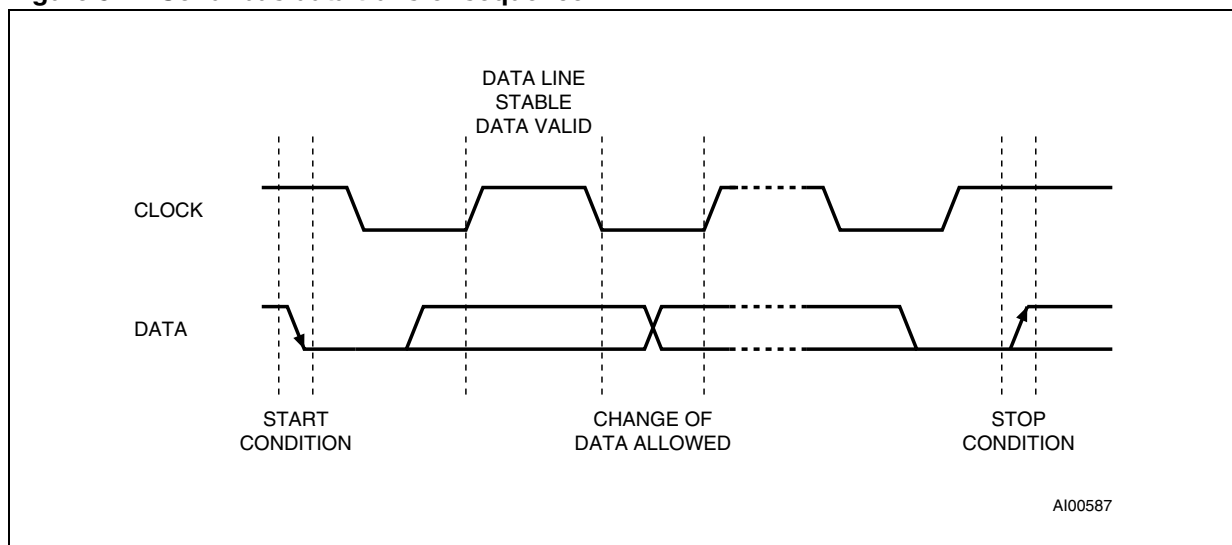 DATA LINE
STABLE
DATA VALID
CLOCK
DATA
START
CONDITION
CHANGE OF
DATA ALLOWED
STOP
CONDITION
AI00587